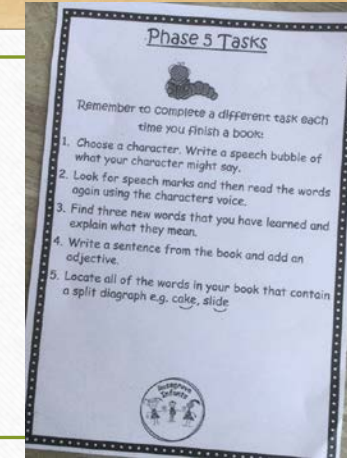 Phase 5 Tasks
Remember to complete a different task each
time you finish a book:
1. Choose a character. Write a speech bubble of
what your character might say.
2. Look for speech marks and then read the words
again using the characters voice.
3. Find three new words that you have learned and
explain what they mean.
4. Write a sentence from the book and add an
adjective.
5. Locate all of the words in your book that contain
a split diagraph e.g. cake, slide
Infants